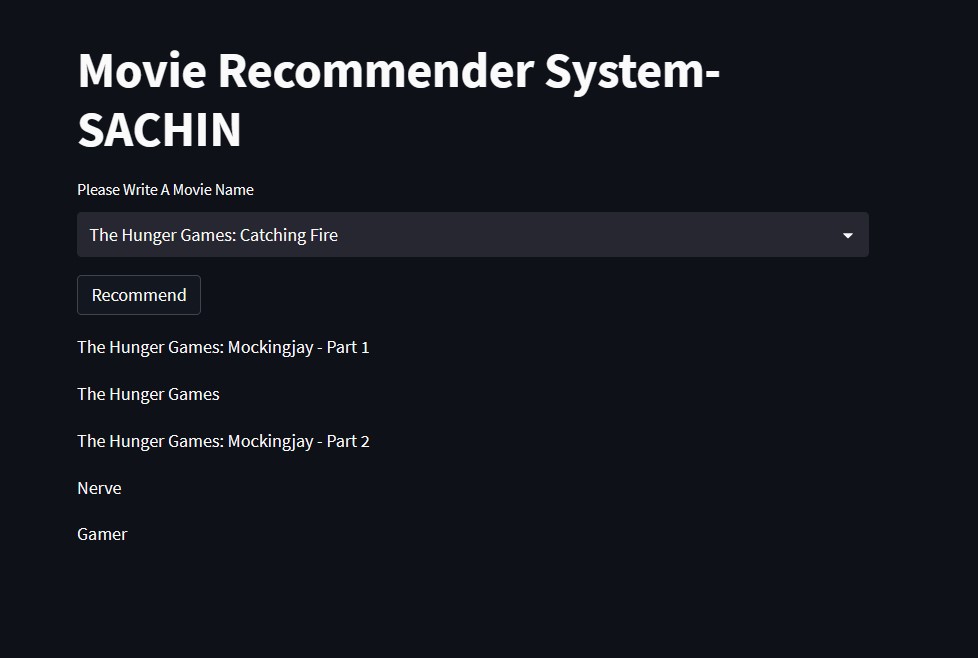 Movie Recommender System-
SACHIN
Please Write A Movie Name
The Hunger Games: Catching Fire
Recommend
The Hunger Games: Mockingjay - Part 1
The Hunger Games
The Hunger Games: Mockingjay - Part 2
Nerve
Gamer